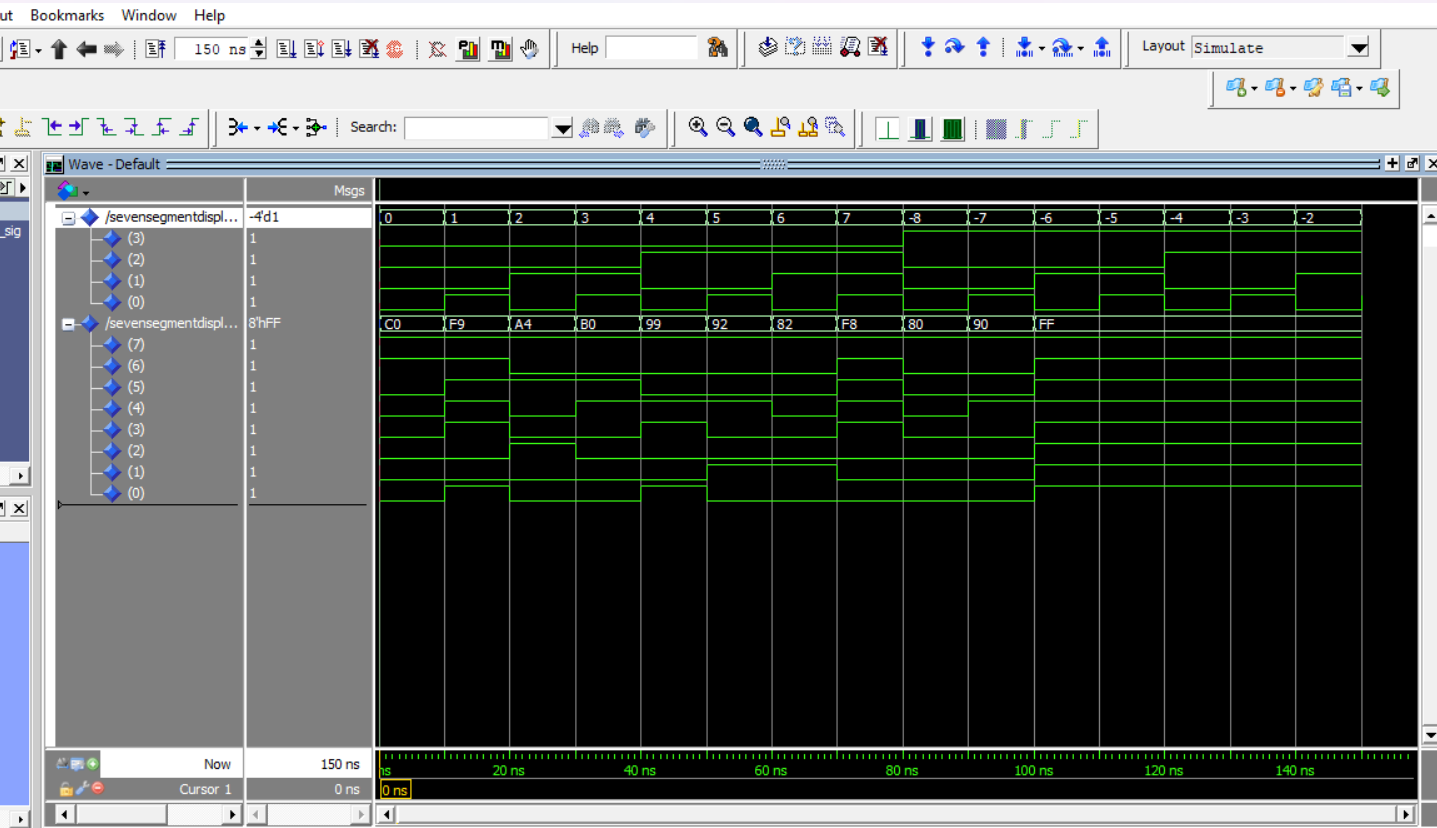 ut Bookmarks Window Help
150 ns Help Layout Simulate
Search:
Wave - Default
Msgs
/sevensegmentdispl... -4'd1 0 1 2 3 4 5 6 7 -8 -7 -6 -5 -4 -3 -2
_sig
(3) 1
(2) 1
(1) 1
(0) 1
/sevensegmentdispl... 8'hFF C0 F9 A4 B0 99 92 82 F8 80 90 FF
(7) 1
(6) 1
(5) 1
(4) 1
(3) 1
(2) 1
(1) 1
(0) 1
Now 150 ns ns 20 ns 40 ns 60 ns 80 ns 100 ns 120 ns 140 ns
Cursor 1 0 ns 0 ns